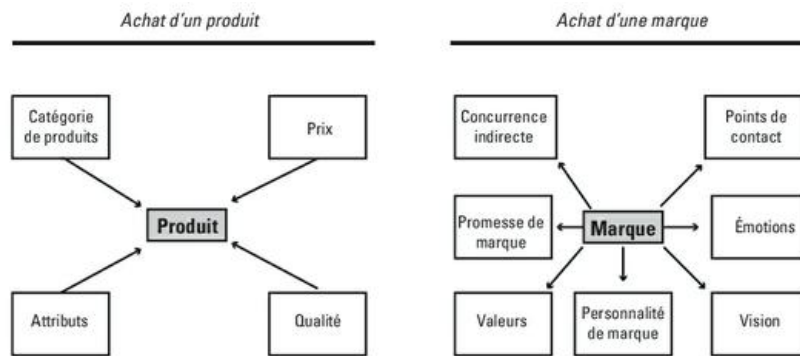 Achat d'un produit
Achat d'une marque
Catégorie
de produits
Prix
Produit
Attributs
Qualité
Concurrence
indirecte
Points de
contact
Promesse de
marque
Marque
Émotions
Valeurs
Personnalité
de marque
Vision